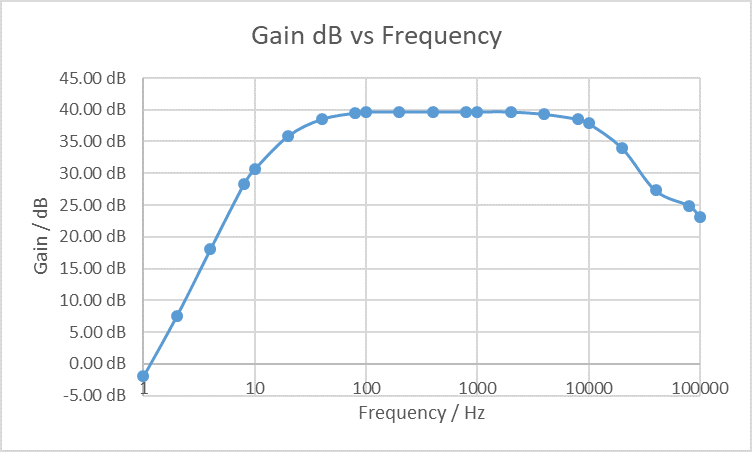 Gain dB vs Frequency
45.00 dB
40.00 dB
35.00 dB
30.00 dB
25.00 dB
20.00 dB
15.00 dB
10.00 dB
5.00 dB
0.00 dB
-5.00 dB
Gain / dB
1 10 100 1000 10000 100000
Frequency / Hz